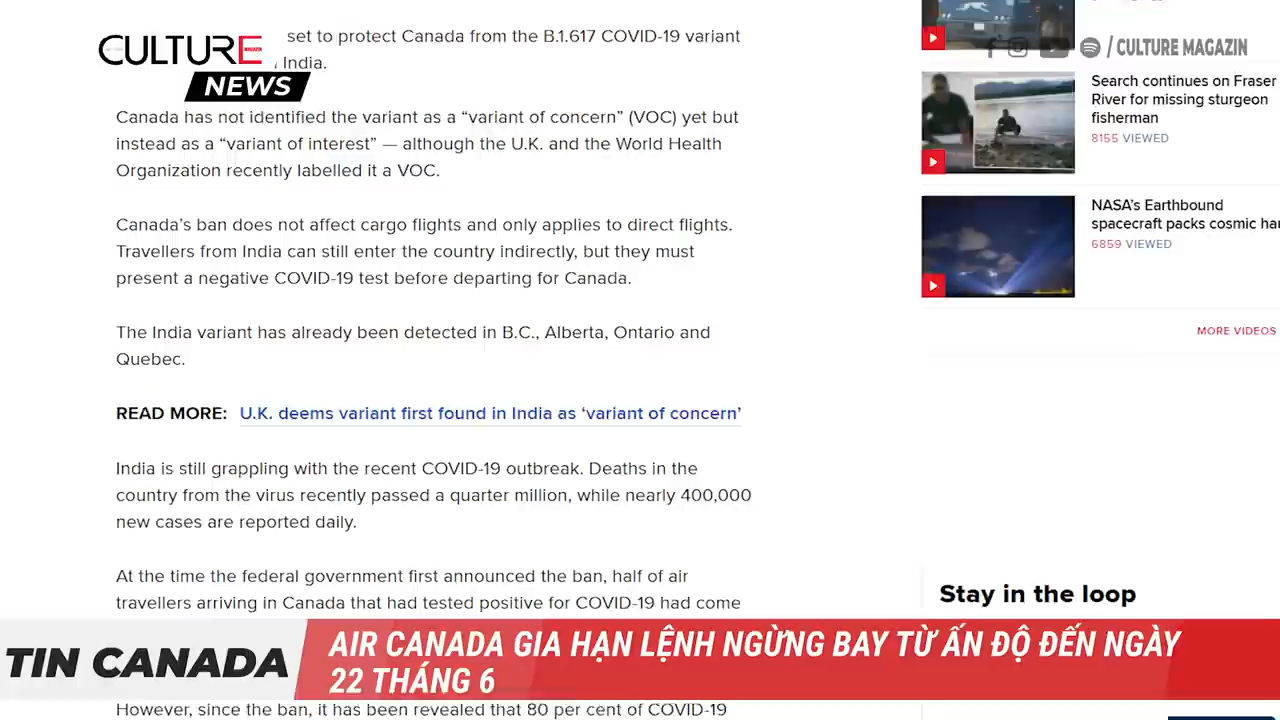 CULTURE
NEWS
set to protect Canada from the B.1.617 COVID-19 variant
India.
Canada has not identified the variant as a “variant of concern” (VOC) yet but
instead as a “variant of interest” — although the U.K. and the World Health
Organization recently labelled it a VOC.
Canada’s ban does not affect cargo flights and only applies to direct flights.
Travellers from India can still enter the country indirectly, but they must
present a negative COVID-19 test before departing for Canada.
The India variant has already been detected in B.C., Alberta, Ontario and
Quebec.
READ MORE: U.K. deems variant first found in India as ‘variant of concern’
India is still grappling with the recent COVID-19 outbreak. Deaths in the
country from the virus recently passed a quarter million, while nearly 400,000
new cases are reported daily.
At the time the federal government first announced the ban, half of air
travellers arriving in Canada that had tested positive for COVID-19 had come
However, since the ban, it has been revealed that 80 per cent of COVID-19
/ CULTURE MAGAZIN
Search continues on Fraser
River for missing sturgeon
fisherman
8155 VIEWED
NASA’s Earthbound
spacecraft packs cosmic
6859 VIEWED
MORE VIDEOS
Stay in the loop
TIN CANADA
AIR CANADA GIA HẠN LỆNH NGỪNG BAY TỪ ẤN ĐỘ ĐẾN NGÀY
22 THÁNG 6